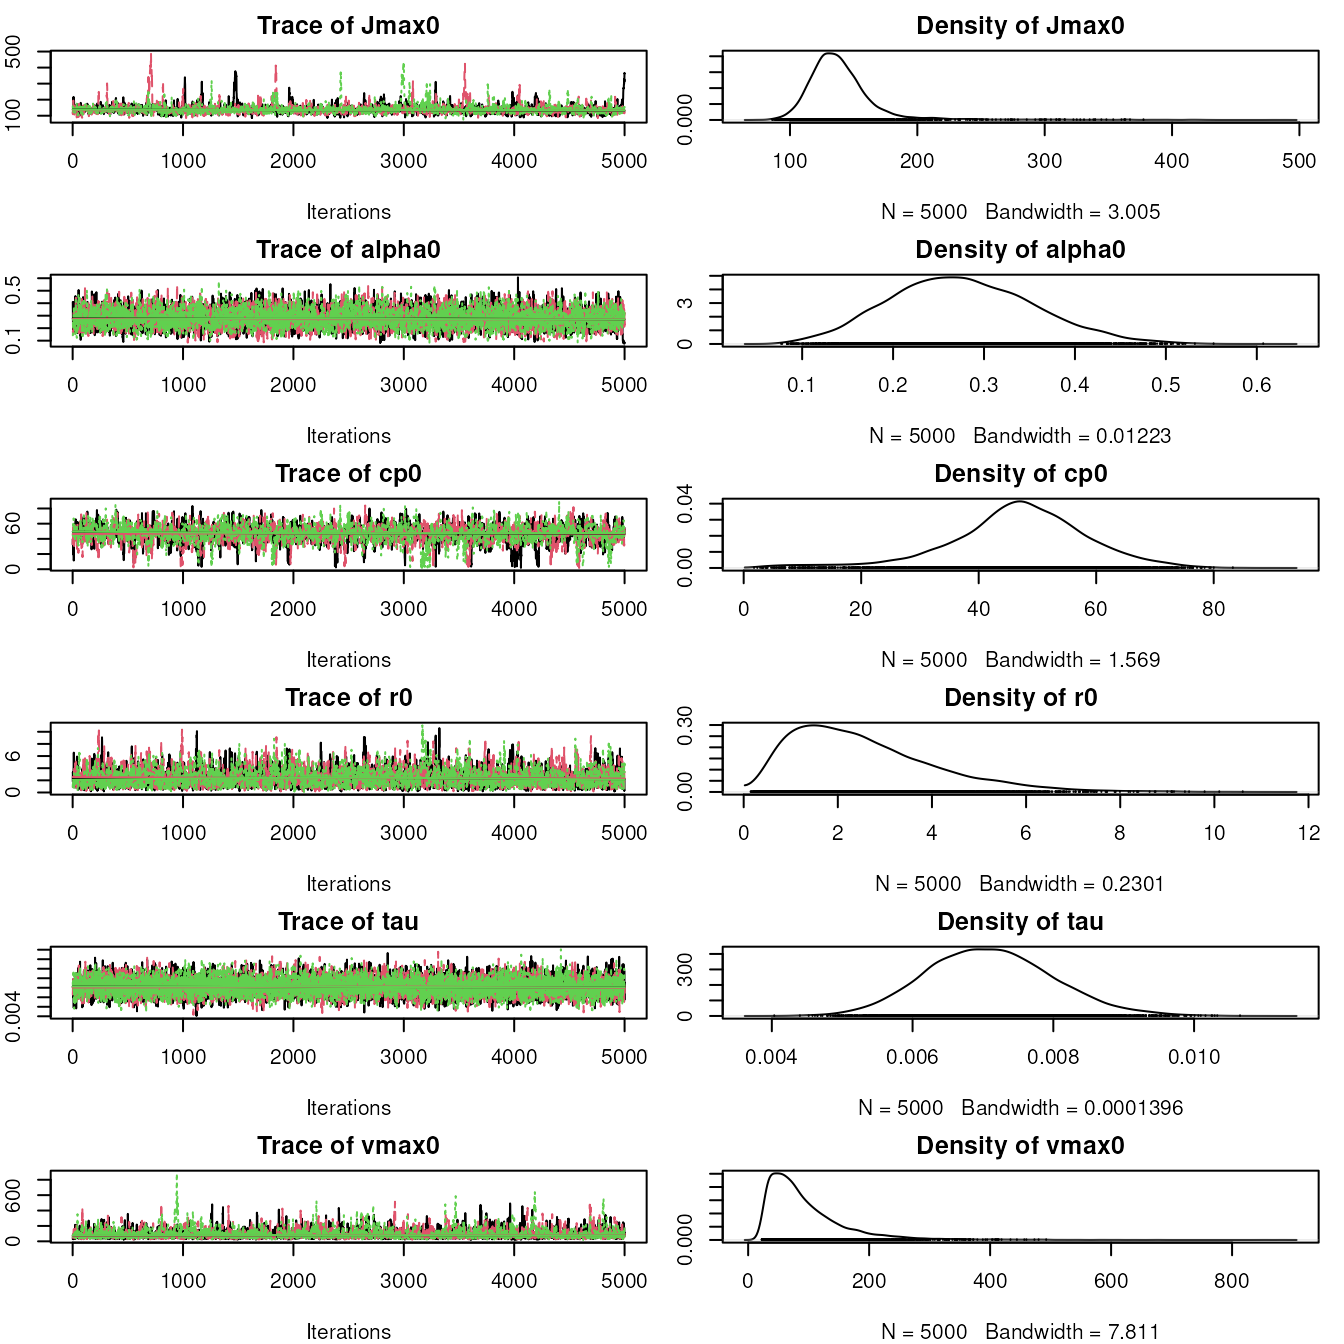 Trace of Jmax0
Density of Jmax0
500
100
0 1000 2000 3000 4000 5000
Iterations
0.000
100 200 300 400 500
N = 5000 Bandwidth = 3.005
Trace of alpha0
Density of alpha0
0.5
0.1
0 1000 2000 3000 4000 5000
Iterations
3
0
0.1 0.2 0.3 0.4 0.5 0.6
N = 5000 Bandwidth = 0.01223
Trace of cp0
Density of cp0
60
0
0 1000 2000 3000 4000 5000
Iterations
0.04
0.00
0 20 40 60 80
N = 5000 Bandwidth = 1.569
Trace of r0
Density of r0
6
0
0 1000 2000 3000 4000 5000
Iterations
0.30
0.00
0 2 4 6 8 10 12
N = 5000 Bandwidth = 0.2301
Trace of tau
Density of tau
0.004
0 1000 2000 3000 4000 5000
Iterations
300
0
0.004 0.006 0.008 0.010
N = 5000 Bandwidth = 0.0001396
Trace of vmax0
Density of vmax0
600
0
0 1000 2000 3000 4000 5000
Iterations
0.000
0 200 400 600 800
N = 5000 Bandwidth = 7.811